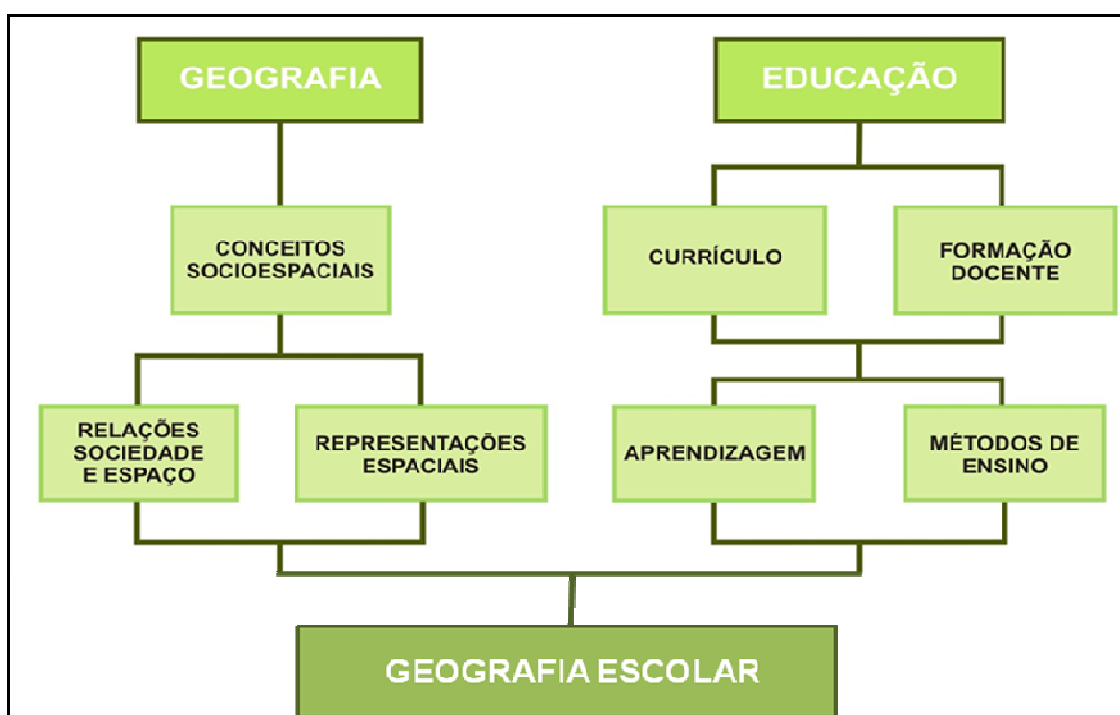 GEOGRAFIA
EDUCAÇÃO
CONCEITOS
SOCIOESPACIAIS
CURRÍCULO
FORMAÇÃO
DOCENTE
RELAÇÕES
SOCIEDADE
E ESPAÇO
REPRESENTAÇÕES
ESPACIAIS
APRENDIZAGEM
MÉTODOS DE
ENSINO
GEOGRAFIA ESCOLAR